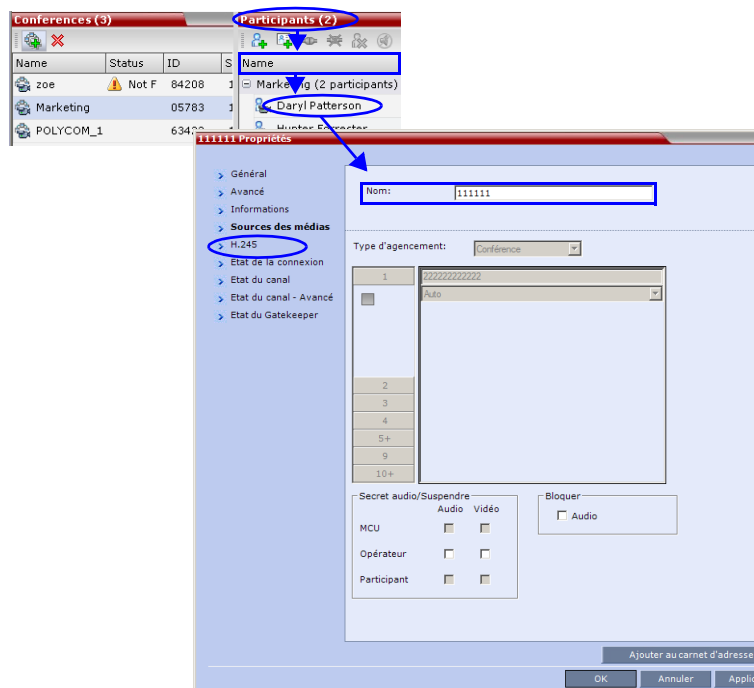 Conferences (3)
Name Status ID S
zoe Not F 84208 1
Marketing 05783 1
POLYCOM_1
Participants (2)
Name
Marketing (2 participants)
Daryl Patterson
Hunter Forrester
111111 Propriétés
Général
Avancé
Informations
Sources des médias
H.245
Etat de la connexion
Etat du canal
Etat du canal - Avancé
Etat du Gatekeeper
Nom: 111111
Type d'agencement: Conférence
1 222222222222
Auto
2
3
4
5+
9
10+
Secret audio/Suspendre
Audio Vidéo
MCU
Opérateur
Participant
Bloquer
Audio
Ajouter au carnet d'adresse
OK Annuler Appli